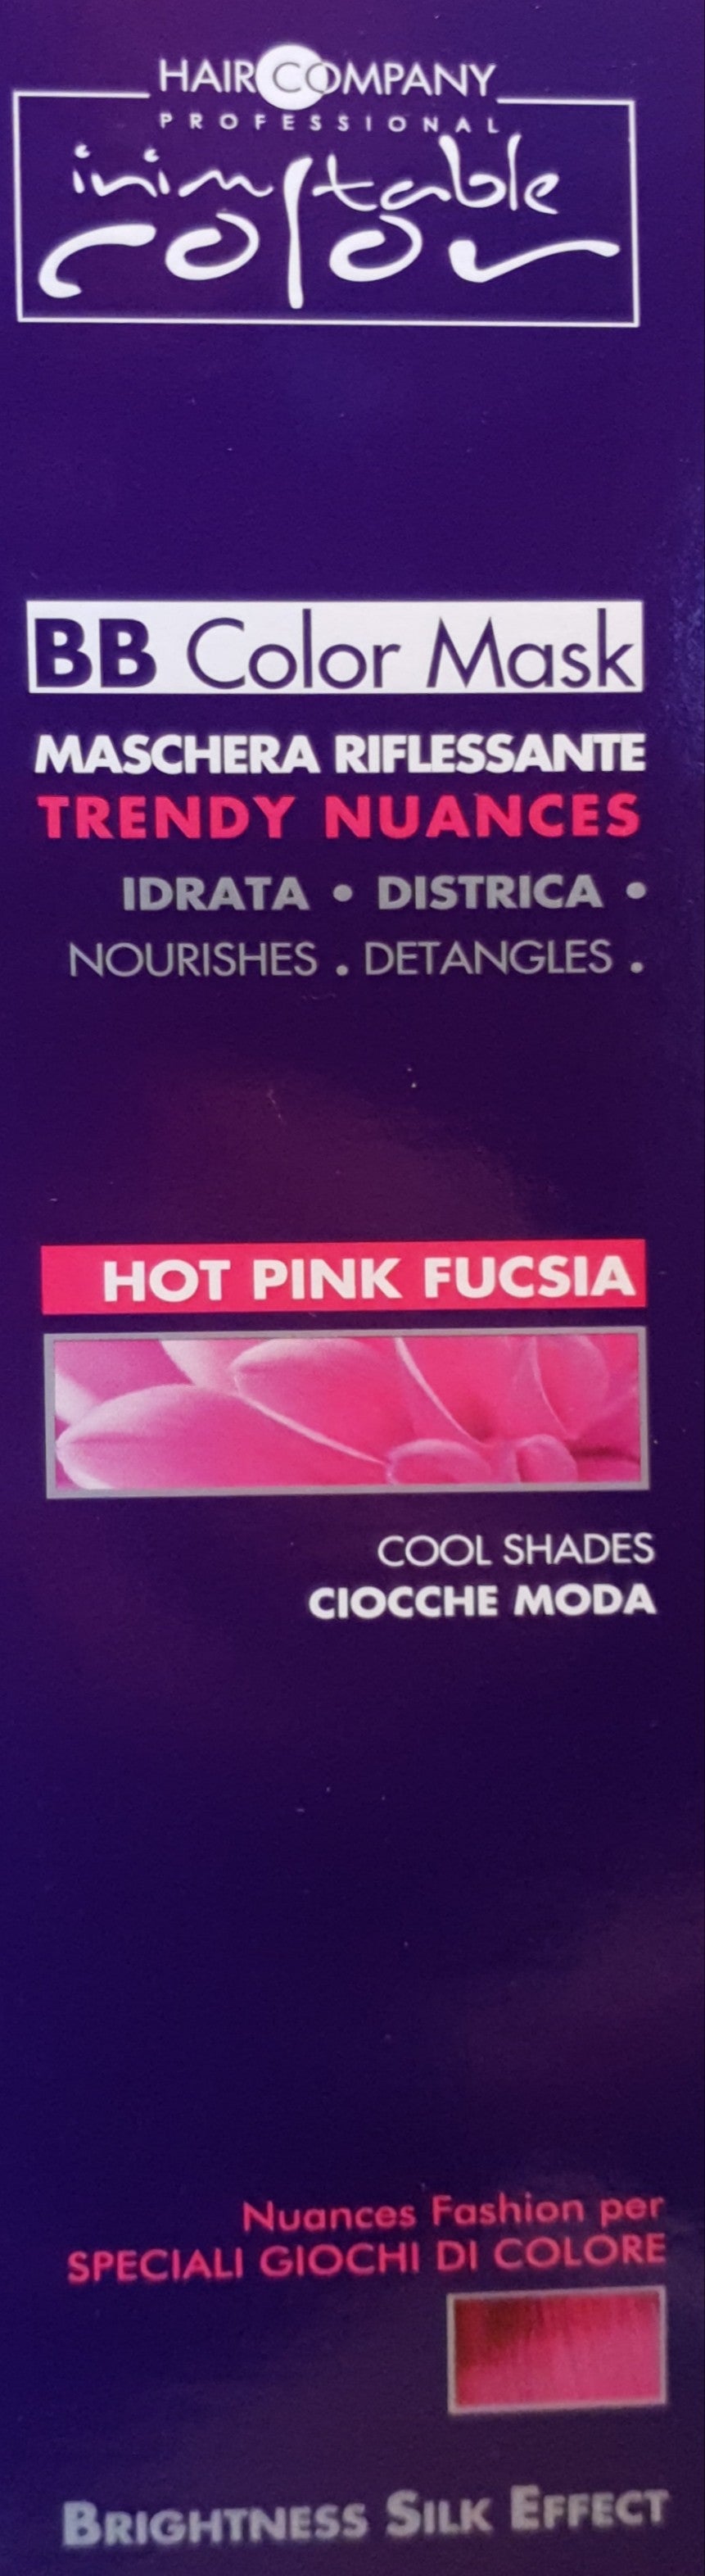 HAIR COMPANY
PROFESSIONAL
inimitable
colour
BB Color Mask
MASCHERA RIFLESSANTE
TRENDY NUANCES
IDRATA • DISTRICA •
NOURISHES . DETANGLES .
HOT PINK FUCSIA
COOL SHADES
CIOCCHE MODA
Nuances Fashion per
SPECIALI GIOCHI DI COLORE
BRIGHTNESS SILK EFFECT